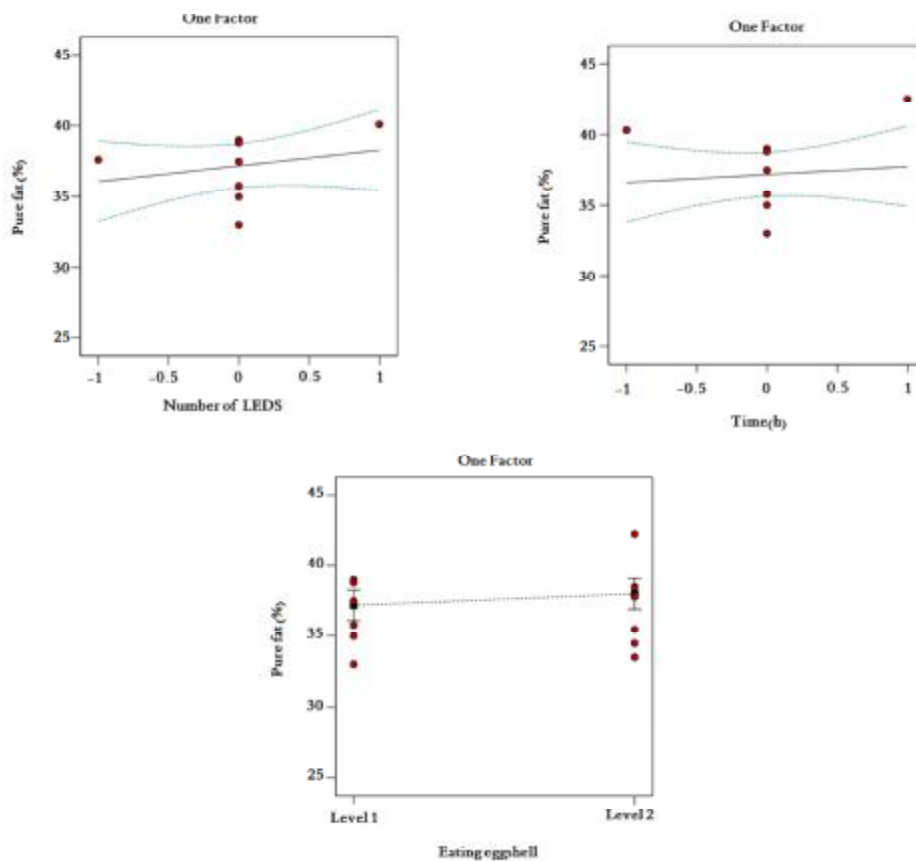 One Factor
45
40
35
30
25
Pure fat (%)
-1 -0.5 0 0.5 1
Number of LEDS
One Factor
45
40
35
30
25
Pure fat (%)
-1 -0.5 0 0.5 1
Time(h)
One Factor
45
40
35
30
25
Pure fat (%)
Level 1 Level 2
Eating eggshell